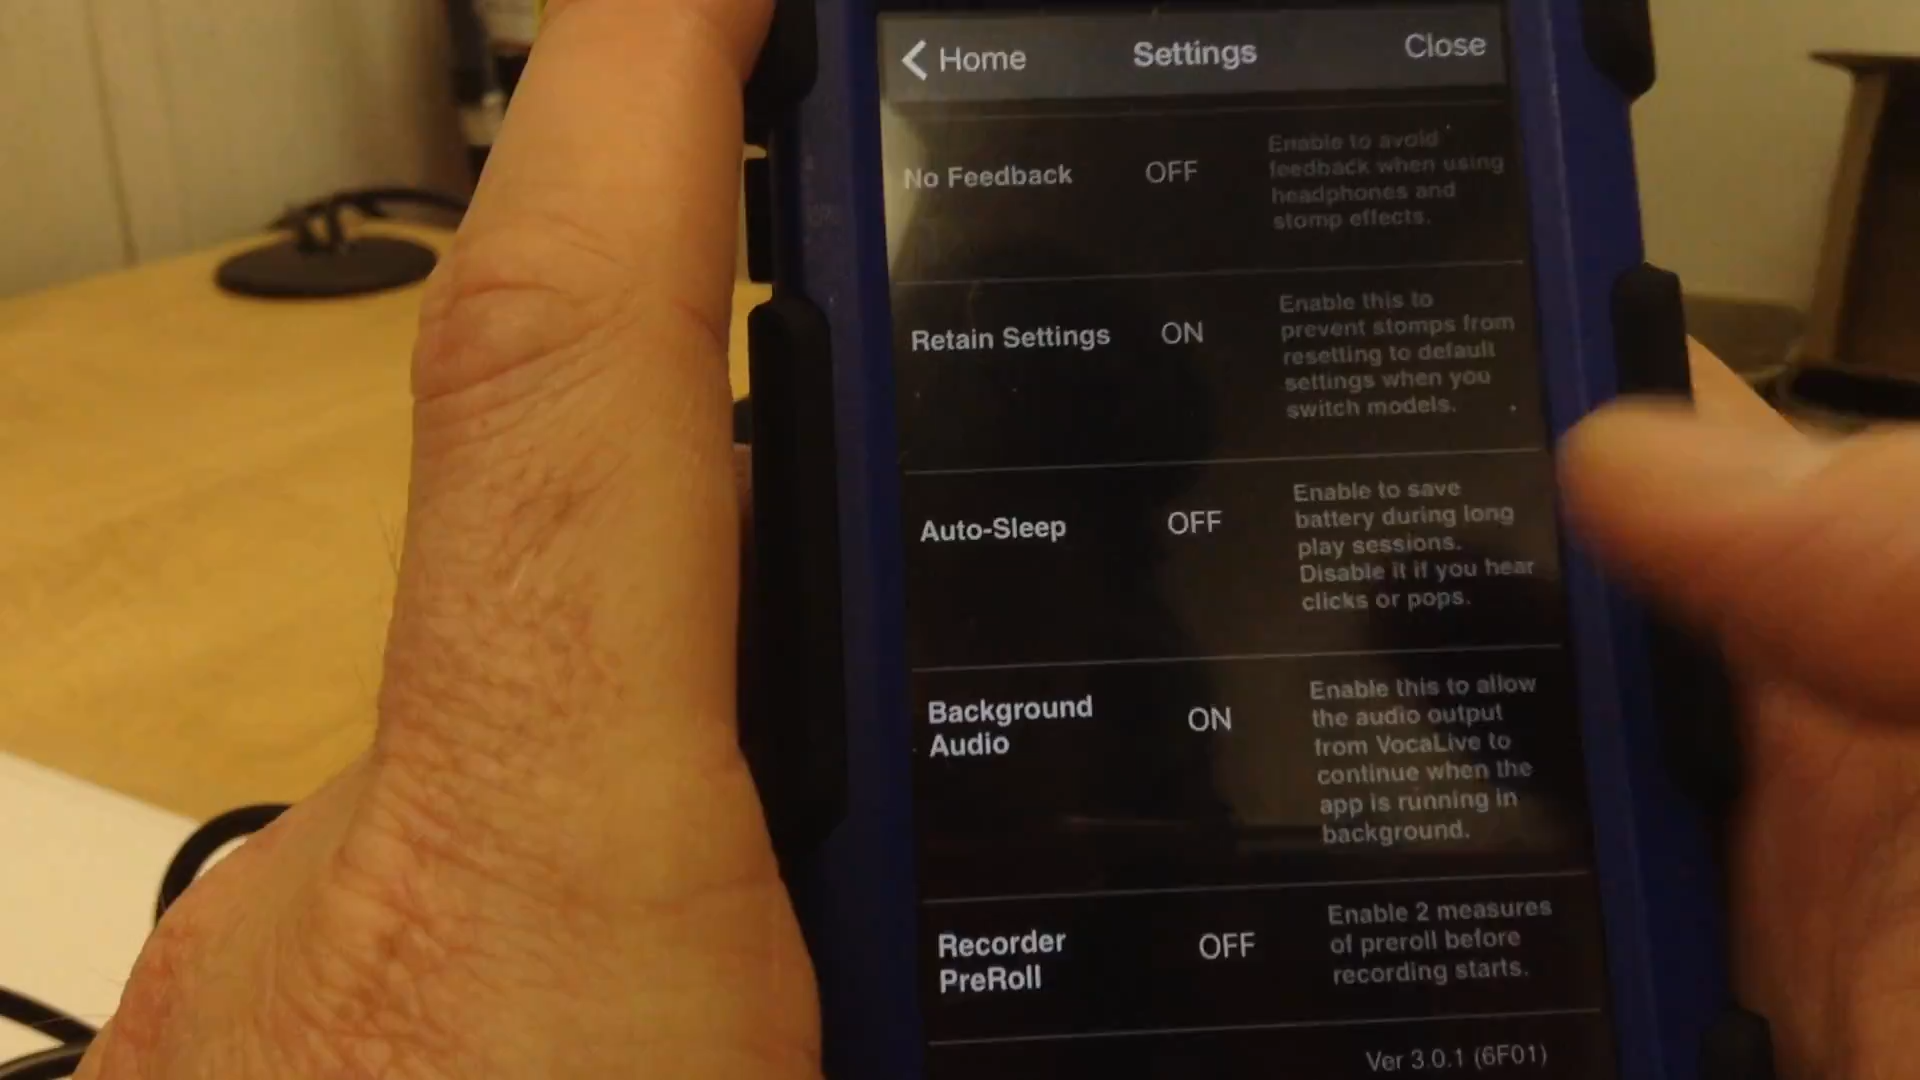 Home Settings Close
No Feedback OFF
Enable to avoid
feedback when using
headphones and
stomp effects.
Retain Settings ON
Enable this to
prevent stomps from
resetting to default
settings when you
switch models.
Auto-Sleep OFF
Enable to save
battery during long
play sessions.
Disable it if you hear
clicks or pops.
Background
Audio
ON
Enable this to allow
the audio output
from VocaLive to
continue when the
app is running in
background.
Recorder
PreRoll
OFF
Enable 2 measures
of preroll before
recording starts.
Ver 3.0.1 (6F01)